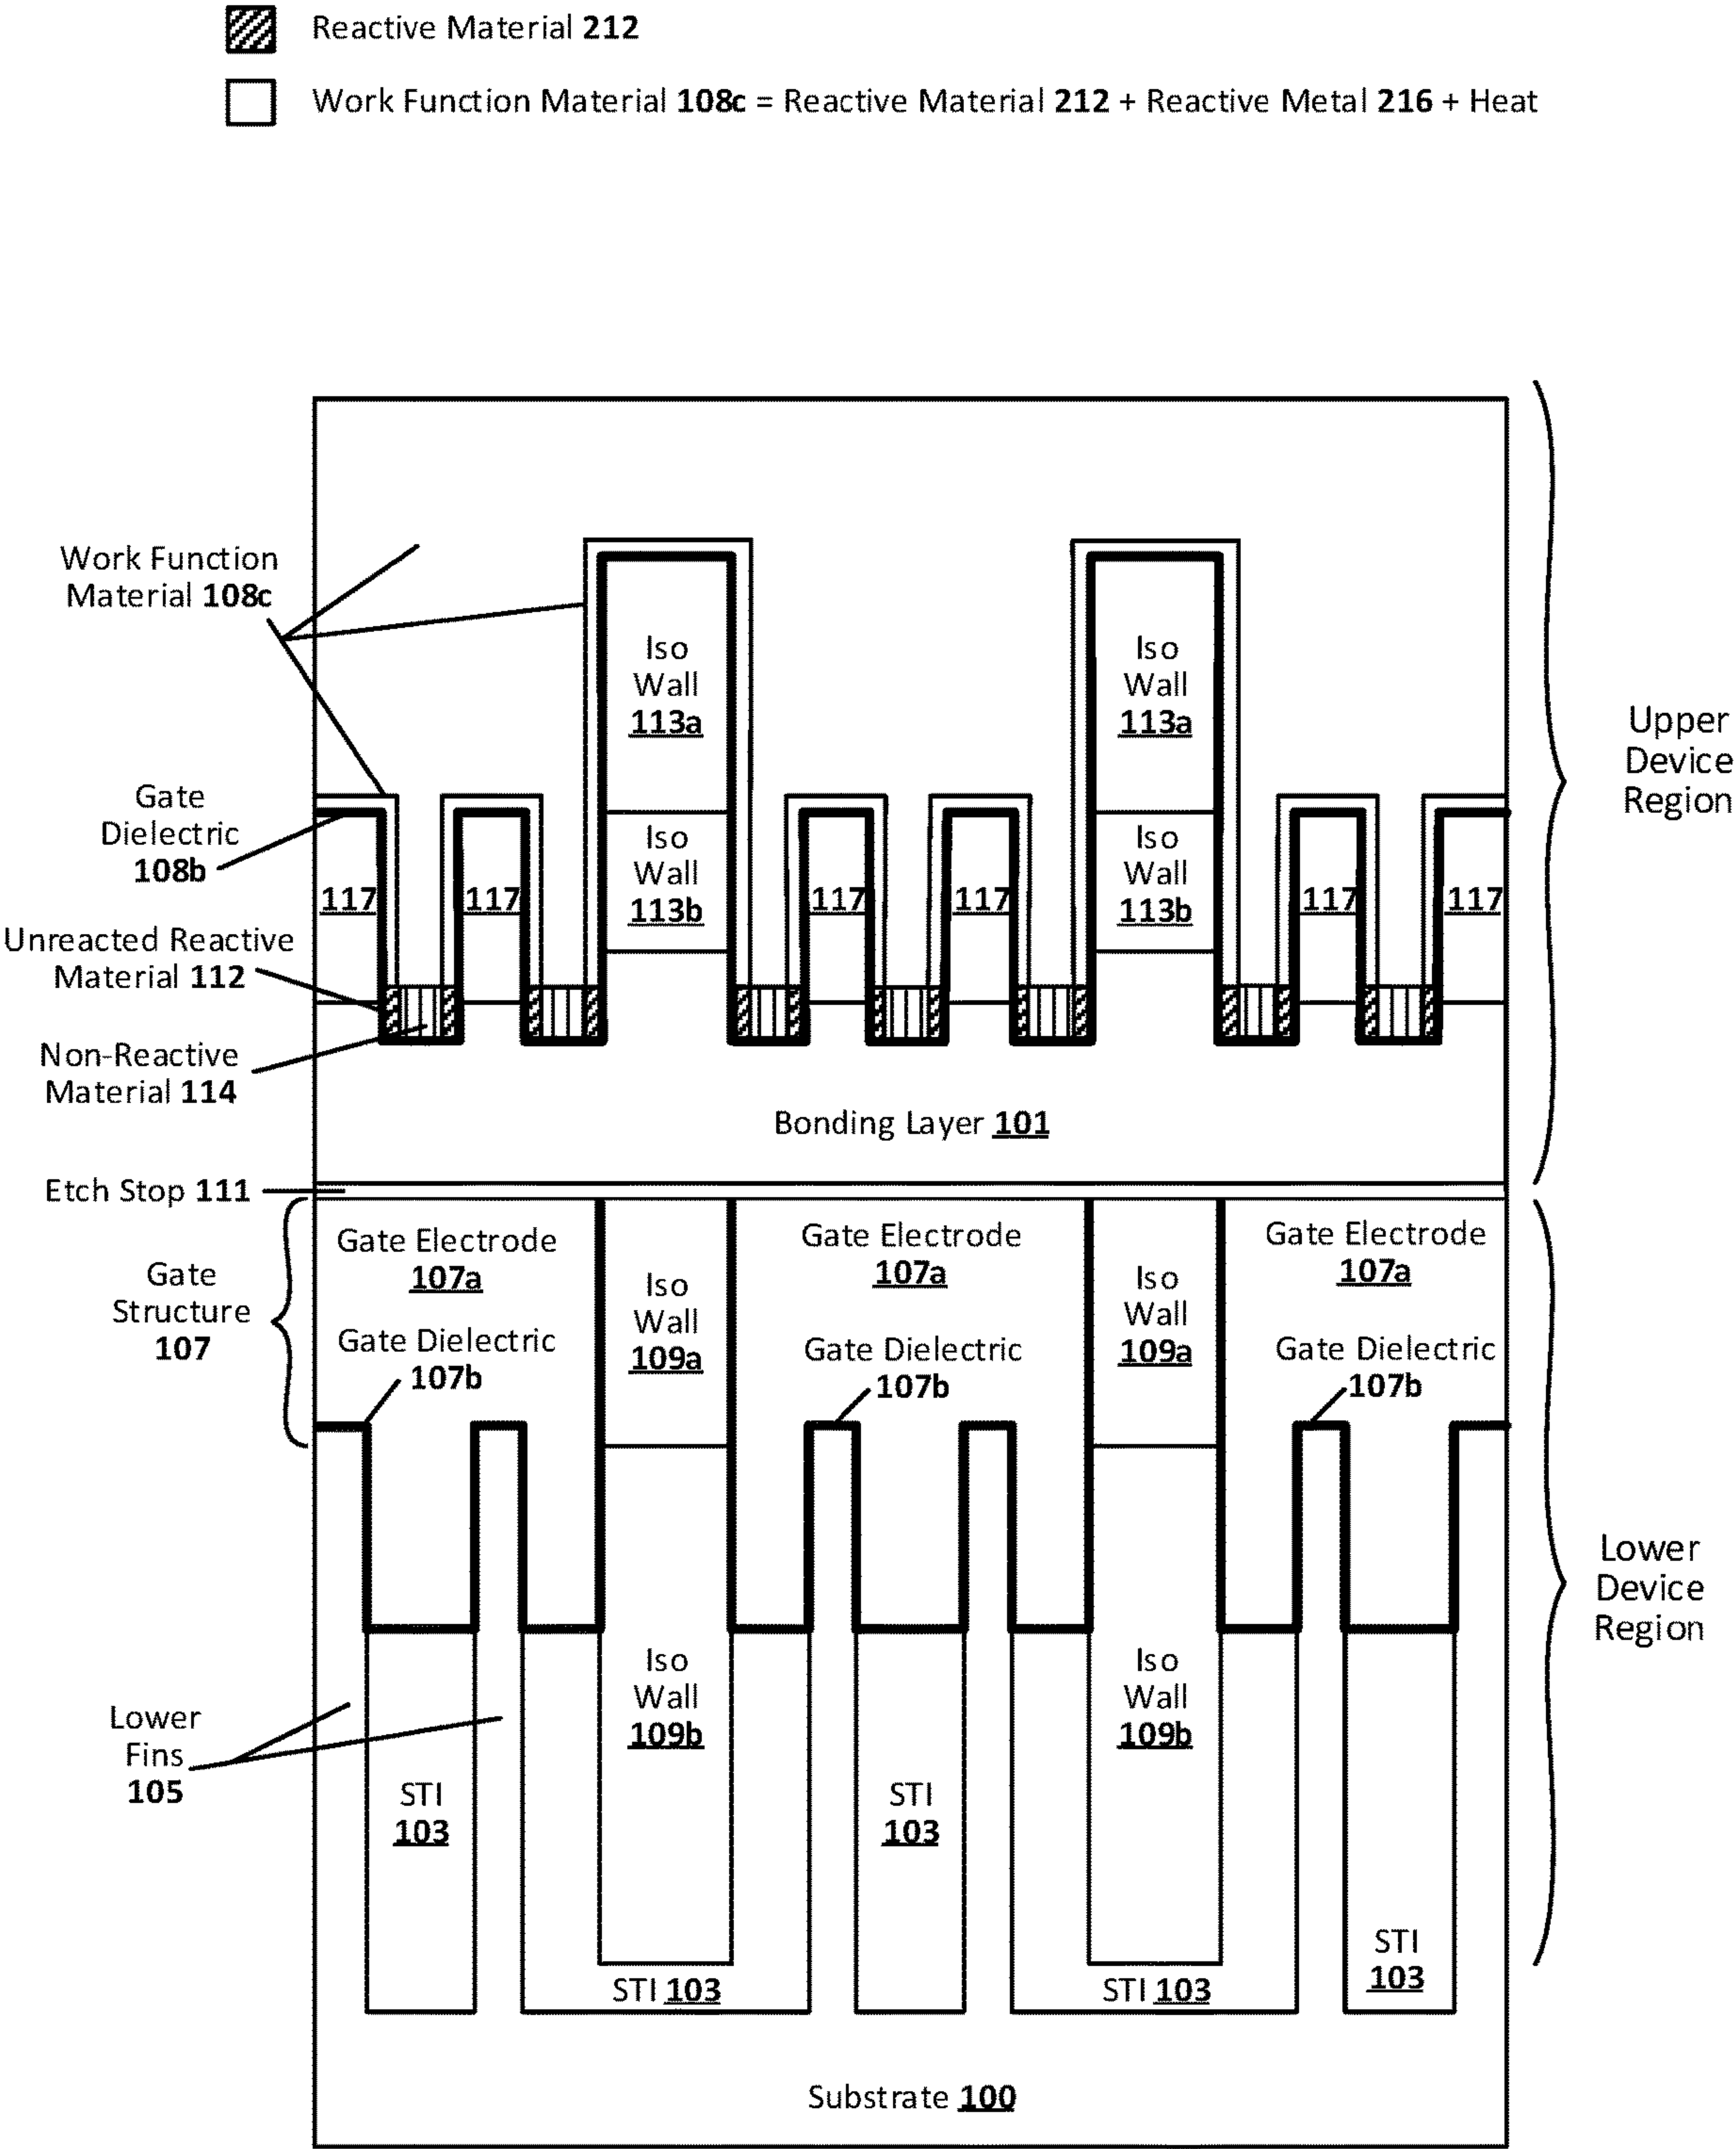 Reactive Material 212
Work Function Material 108c = Reactive Material 212 + Reactive Metal 216 + Heat
Work Function
Material 108c
Iso
Wall
113a
Iso
Wall
113a
Upper
Device
Region
Gate
Dielectric
108b
Iso
Wall
113b
Iso
Wall
113b
117
117
117
117
117
117
Unreacted Reactive
Material 112
Non-Reactive
Material 114
Bonding Layer 101
Etch Stop 111
Gate
Structure
107
Gate Electrode
107a
Gate Electrode
107a
Gate Electrode
107a
Iso
Wall
109a
Iso
Wall
109a
Gate Dielectric
107b
Gate Dielectric
107b
Gate Dielectric
107b
Lower
Device
Region
Iso
Wall
109b
Iso
Wall
109b
Lower
Fins
105
STI
103
STI
103
STI
103
STI 103
STI 103
Substrate 100